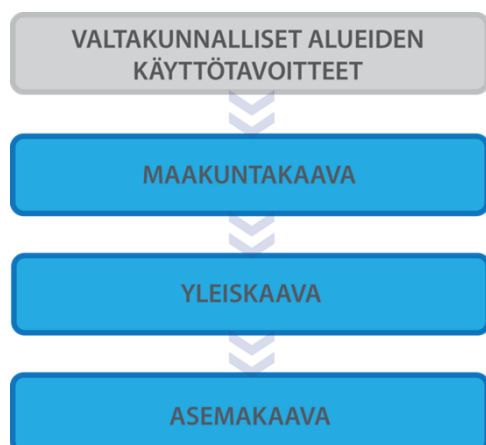 VALTAKUNNALLISET ALUEIDEN
KÄYTTÖTAVOITTEET
MAAKUNTAKAAVA
YLEISKAAVA
ASEMAKAAVA